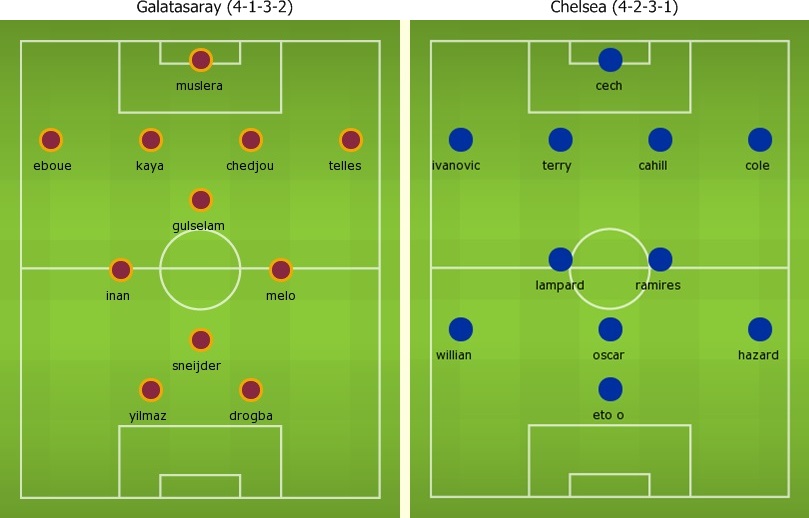 Galatasaray (4-1-3-2)
muslera
eboue kaya chedjou telles
gulselam
inan melo
sneijder
yilmaz drogba
Chelsea (4-2-3-1)
cech
ivanovic terry cahill cole
lampard ramires
willian oscar hazard
eto o